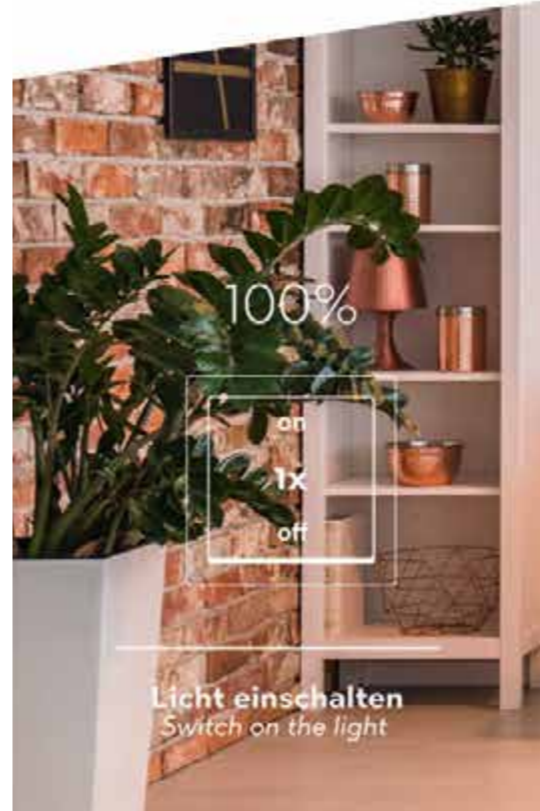 100%
on
1x
off
Licht einschalten
Switch on the light